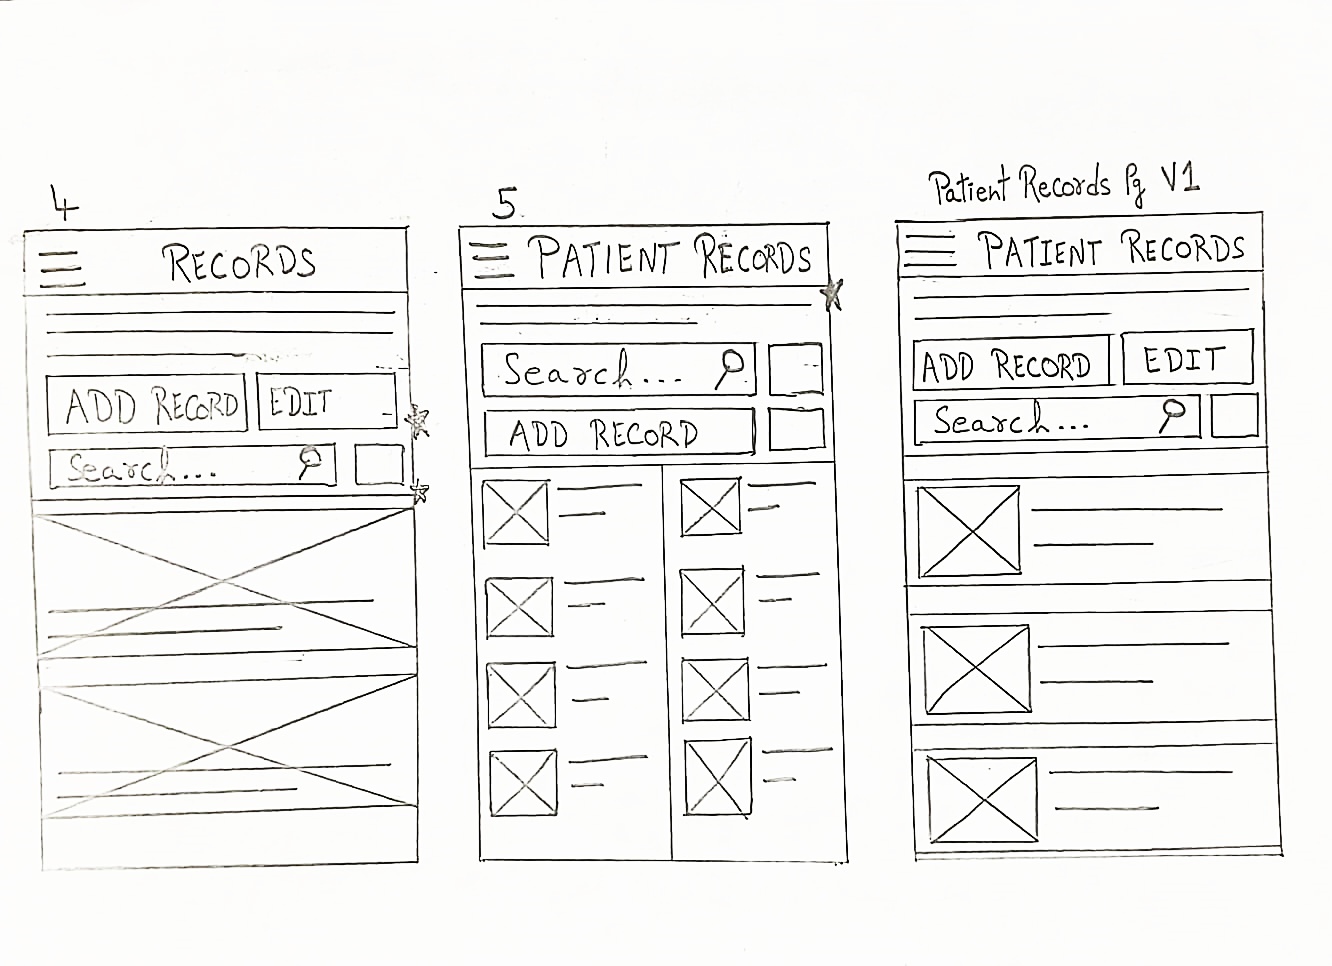 4
RECORDS
ADD RECORD
EDIT
Search...
5
PATIENT RECORDS
Search...
ADD RECORD
Patient Records Pg V1
PATIENT RECORDS
ADD RECORD
EDIT
Search...